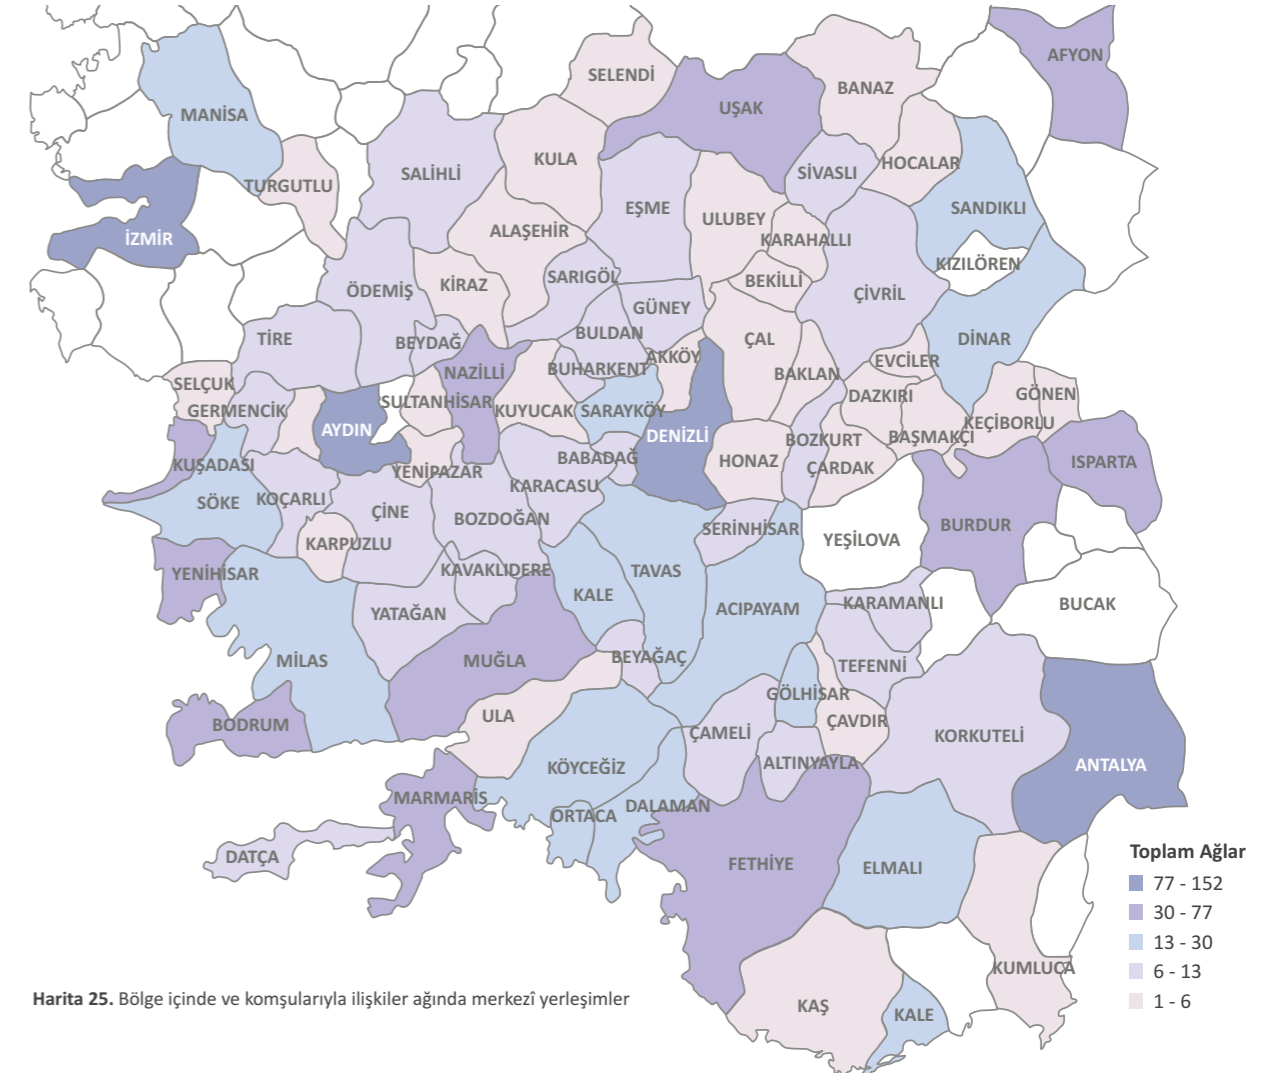 AFYON
SELENDİ
BANAZ
UŞAK
MANİSA
KULA
HOCALAR
SALİHLİ
SİVASLI
TURGUTLU
EŞME
SANDIKLI
ULUBEY
ALAŞEHİR
İZMİR
KARAHALLI
KIZILÖREN
SARIGÖL
BEKİLLİ
KİRAZ
ÖDEMİŞ
ÇİVRİL
GÜNEY
BULDAN
TİRE
BEYDAĞ
ÇAL
DİNAR
AKKÖY
EVCİLER
BUHARKENT
NAZİLLİ
BAKLAN
SELÇUK
DAZKIRI
GÖNEN
SULTANHİSAR
GERMENCİK
KUYUCAK
SARAYKÖY
KEÇİBORLU
AYDIN
DENİZLİ
BOZKURT
BAŞMAKÇI
BABADAĞ
HONAZ
ISPARTA
KUŞADASI
ÇARDAK
YENİPAZAR
KARACASU
KOÇARLI
SÖKE
ÇİNE
BOZDOĞAN
BURDUR
SERİNHİSAR
YEŞİLOVA
KARPUZLU
KAVAKLIDERE
TAVAS
YENİHİSAR
KALE
KARAMANLI
BUCAK
ACIPAYAM
YATAĞAN
BEYAĞAÇ
MİLAS
MUĞLA
TEFENNİ
GÖLHİSAR
ULA
ÇAVDIR
BODRUM
ÇAMELİ
KORKUTELİ
ALTINYAYLA
ANTALYA
KÖYCEĞİZ
MARMARİS
DALAMAN
ORTACA
DATÇA
FETHİYE
ELMALI
KUMLUCA
KAŞ
KALE
Toplam Ağlar
77 - 152
30 - 77
13 - 30
6 - 13
1 - 6
Harita 25. Bölge içinde ve komşularıyla ilişkiler ağında merkezî yerleşimler